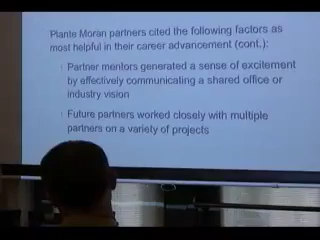 Plante Moran partners cited the following factors as
most helpful in their career advancement (cont.):
Partner mentors generated a sense of excitement
by effectively communicating a shared office or
industry vision
Future partners worked closely with multiple
partners on a variety of projects